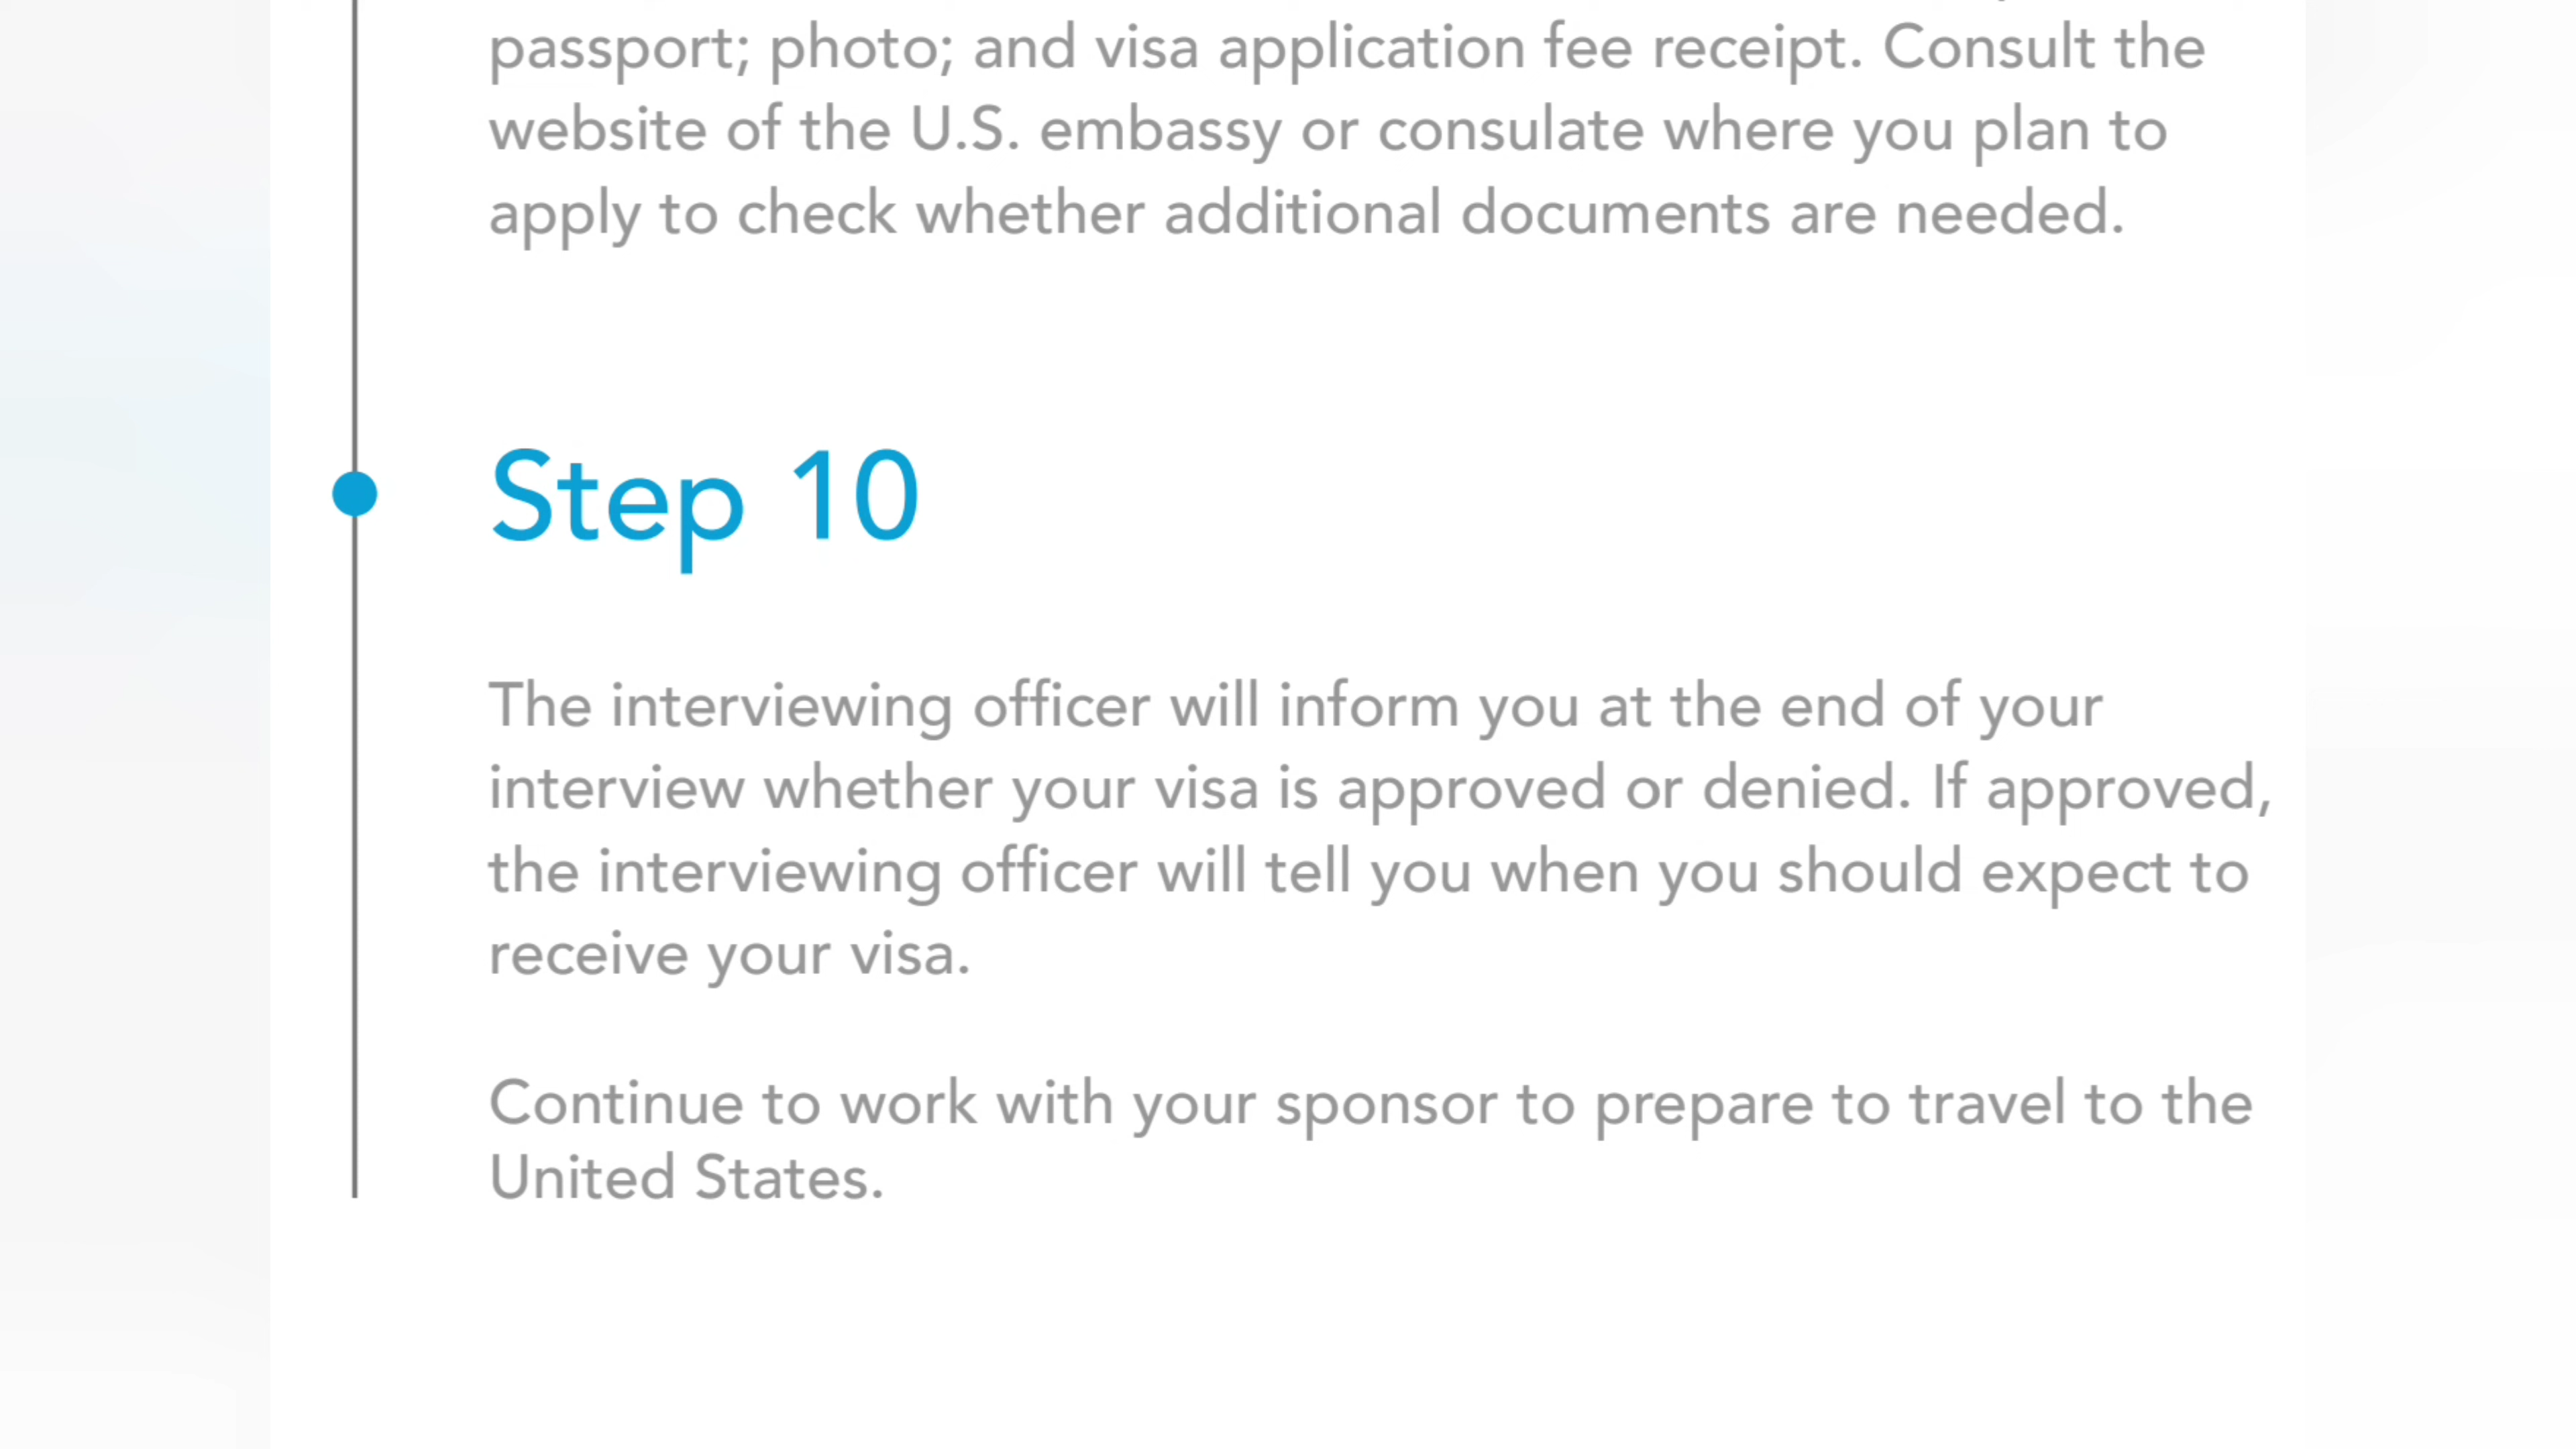 passport; photo; and visa application fee receipt. Consult the
website of the U.S. embassy or consulate where you plan to
apply to check whether additional documents are needed.
Step 10
The interviewing officer will inform you at the end of your
interview whether your visa is approved or denied. If approved,
the interviewing officer will tell you when you should expect to
receive your visa.
Continue to work with your sponsor to prepare to travel to the
United States.